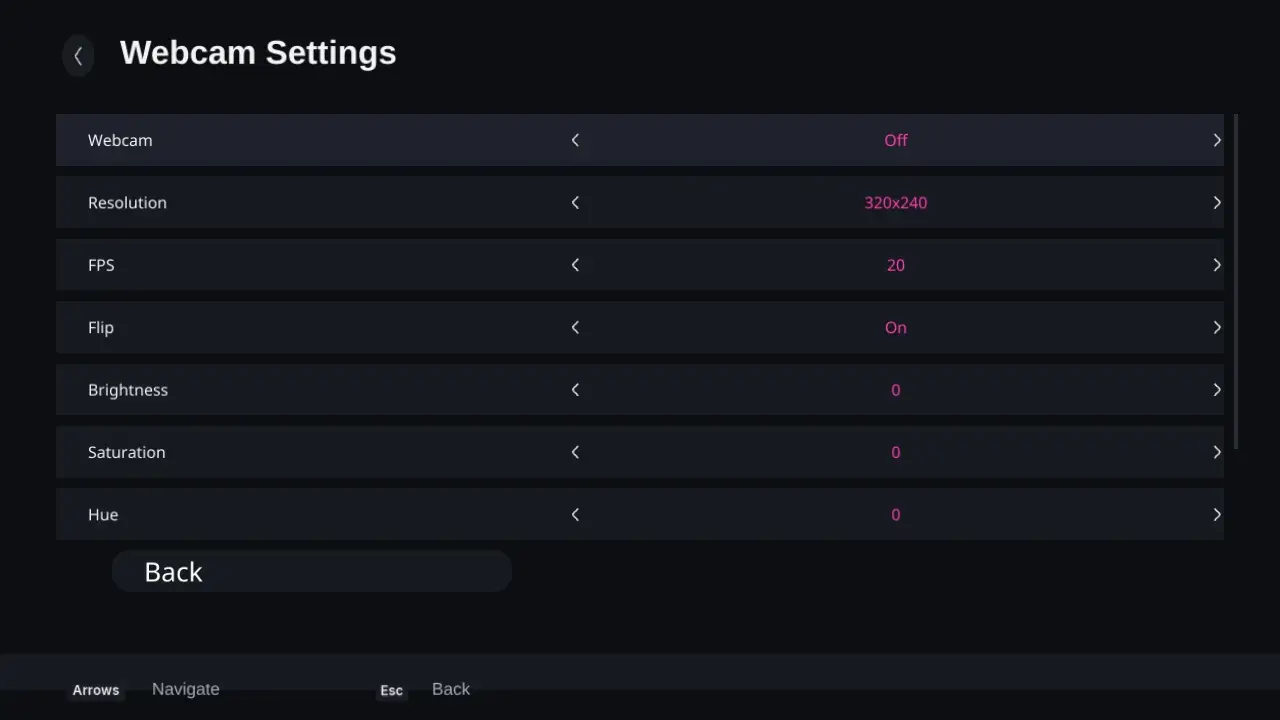 Webcam Settings
Webcam Off
Resolution 320x240
FPS 20
Flip On
Brightness 0
Saturation 0
Hue 0
Back
Arrows Navigate Esc Back